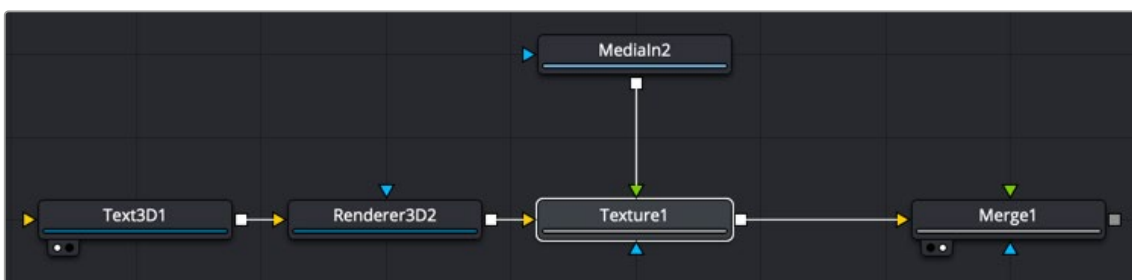 MediaIn2
Text3D1
Renderer3D2
Texture1
Merge1